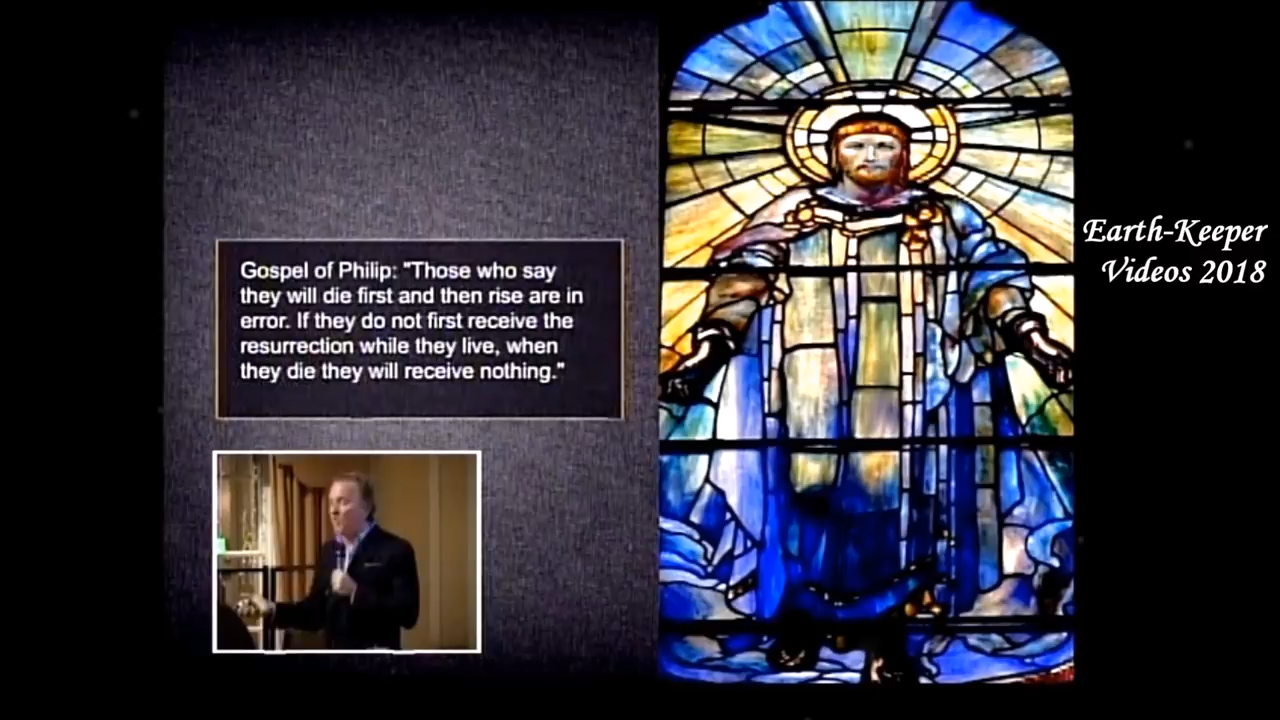 Gospel of Philip: "Those who say
they will die first and then rise are in
error. If they do not first receive the
resurrection while they live, when
they die they will receive nothing."
Earth-Keeper
Videos 2018